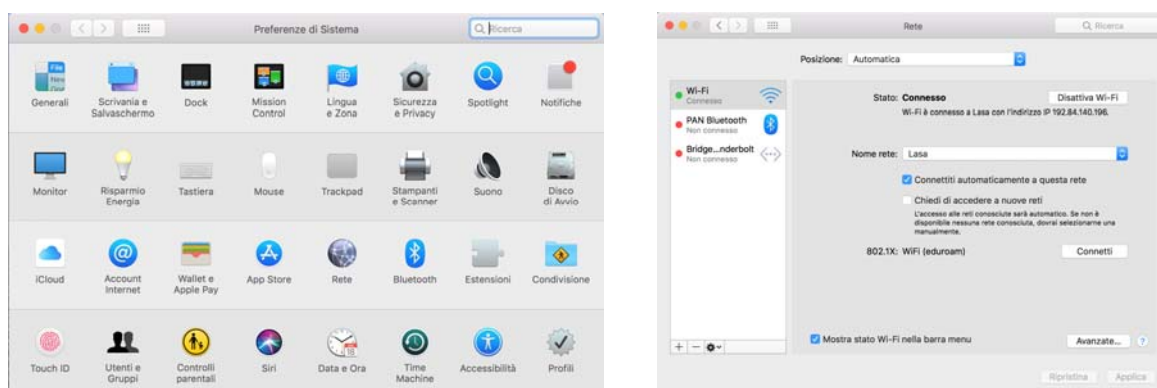 Preferenze di Sistema
Ricerca
Generali
Scrivania e
Salvaschermo
Dock
Mission
Control
Lingua
e Zona
Sicurezza
e Privacy
Spotlight
Notifiche
Monitor
Risparmio
Energia
Tastiera
Mouse
Trackpad
Stampanti
e Scanner
Suono
Disco
di Avvio
iCloud
Account
Internet
Wallet e
Apple Pay
App Store
Rete
Bluetooth
Estensioni
Condivisione
Touch ID
Utenti e
Gruppi
Controlli
parentali
Siri
Data e Ora
Time
Machine
Accessibilità
Profili
Rete
Ricerca
Posizione: Automatica
Wi-Fi
Connesso
PAN Bluetooth
Non connesso
Bridge...nderbolt
Non connesso
Stato: Connesso
Disattiva Wi-Fi
Wi-Fi è connesso a Lasa con l'indirizzo IP 192.84.140.196.
Nome rete: Lasa
Connettiti automaticamente a questa rete
Chiedi di accedere a nuove reti
L'accesso alle reti conosciute sarà automatico. Se non è
disponibile nessuna rete conosciuta, dovrai selezionarne una
manualmente.
802.1X: WiFi (eduroam)
Connetti
Mostra stato Wi-Fi nella barra menu
Avanzate...
?
Ripristina
Applica